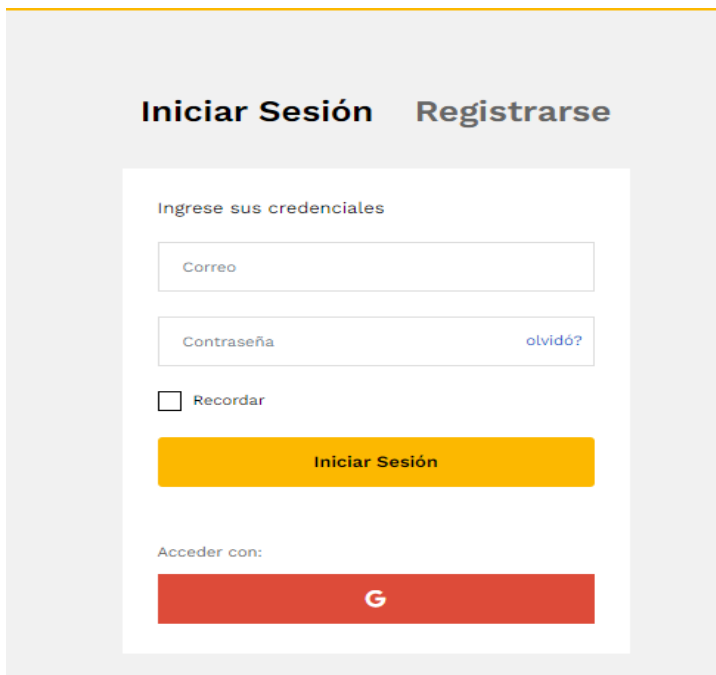 Iniciar Sesión Registrarse
Ingrese sus credenciales
Correo
Contraseña olvidó?
Recordar
Iniciar Sesión
Acceder con:
G